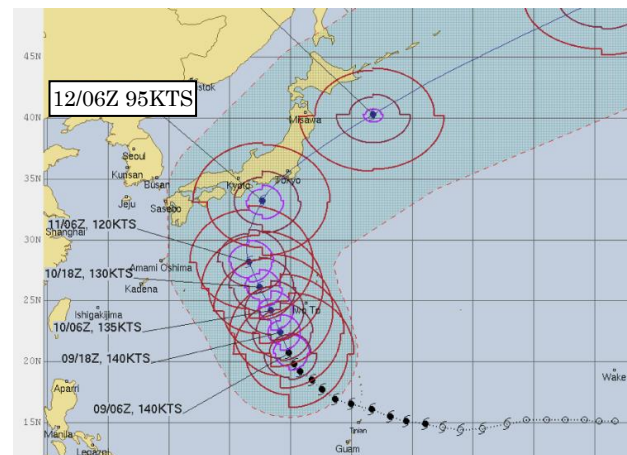 45N
stok
12/06Z 95KTS
40N
Misawa
Seoul
Kunsan
35N
Busan
Kyoto
Tokyo
Jeju
Sasebo
11/06Z, 120KTS
30N
Shanghai
Amami Oshima
10/18Z, 130KTS
Kadena
25N
Ishigakijima
Iwo To
10/06Z, 135KTS
09/18Z, 140KTS
20N
Wake
Aparri
09/06Z, 140KTS
15N
Manila
Tinian
Legazp
Guam